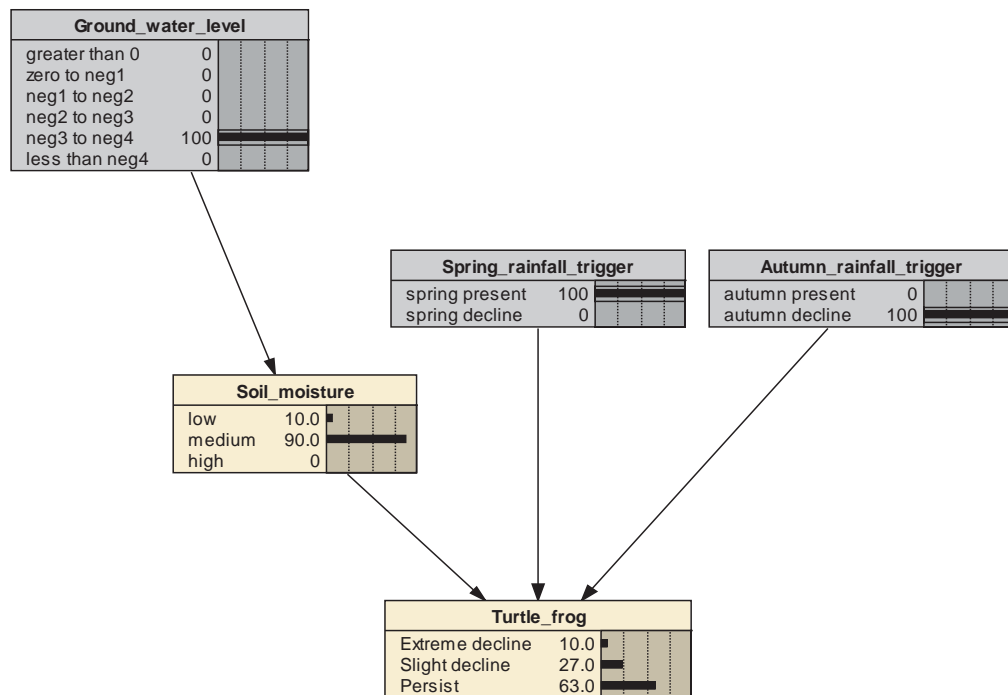 Ground_water_level
greater than 0 0
zero to neg1 0
neg1 to neg2 0
neg2 to neg3 0
neg3 to neg4 100
less than neg4 0
Spring_rainfall_trigger
spring present 100
spring decline 0
Autumn_rainfall_trigger
autumn present 0
autumn decline 100
Soil_moisture
low 10.0
medium 90.0
high 0
Turtle_frog
Extreme decline 10.0
Slight decline 27.0
Persist 63.0